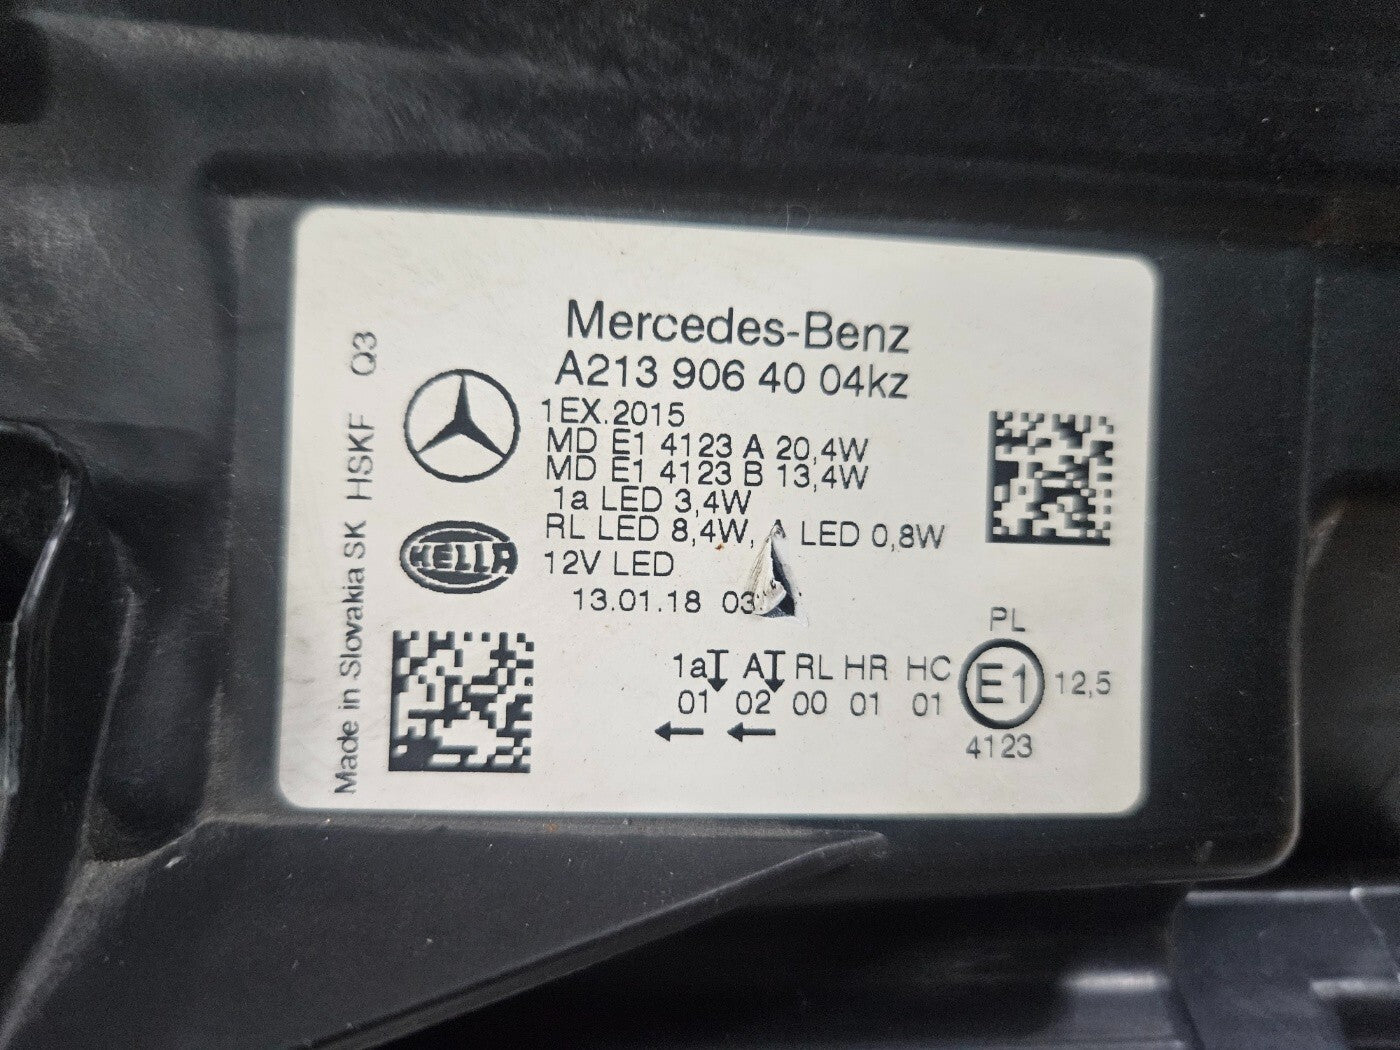 Mercedes-Benz
A213 906 40 04kz
1EX.2015
MD E1 4123 A 20,4W
MD E1 4123 B 13,4W
1a LED 3,4W
RL LED 8,4W, A LED 0,8W
12V LED
13.01.18 03
HELLA
Made in Slovakia SK HSKF Q3
1a A RL HR HC
01 02 00 01 01
PL
E1 12,5
4123